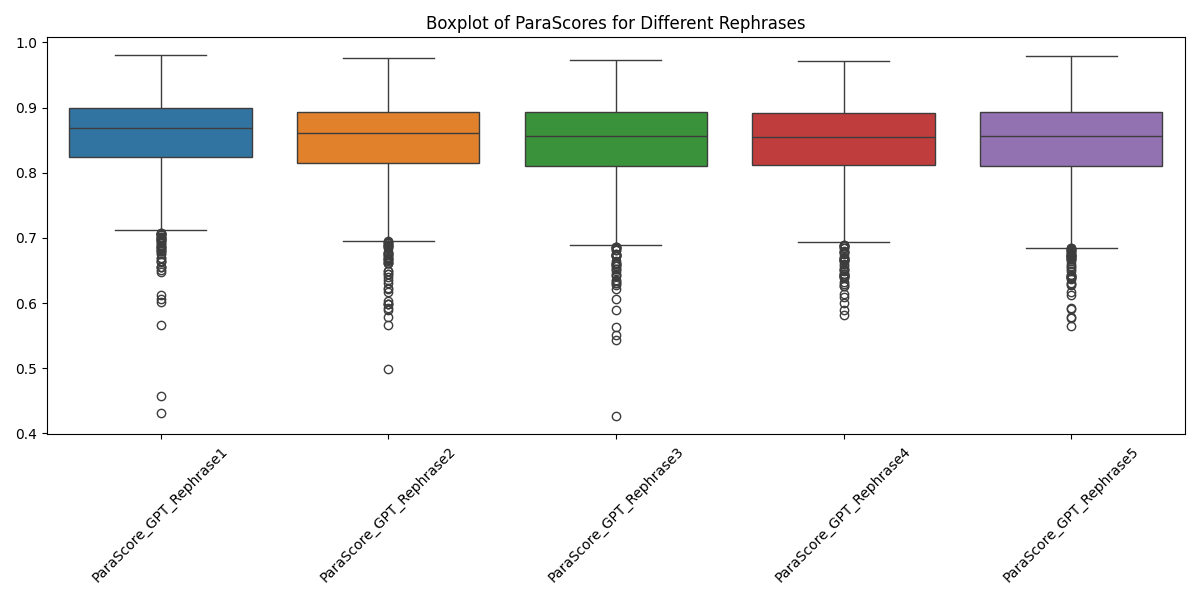 Boxplot of ParaScores for Different Rephrases
1.0
0.9
0.8
0.7
0.6
0.5
0.4
ParaScore_GPT_Rephrase1
ParaScore_GPT_Rephrase2
ParaScore_GPT_Rephrase3
ParaScore_GPT_Rephrase4
ParaScore_GPT_Rephrase5